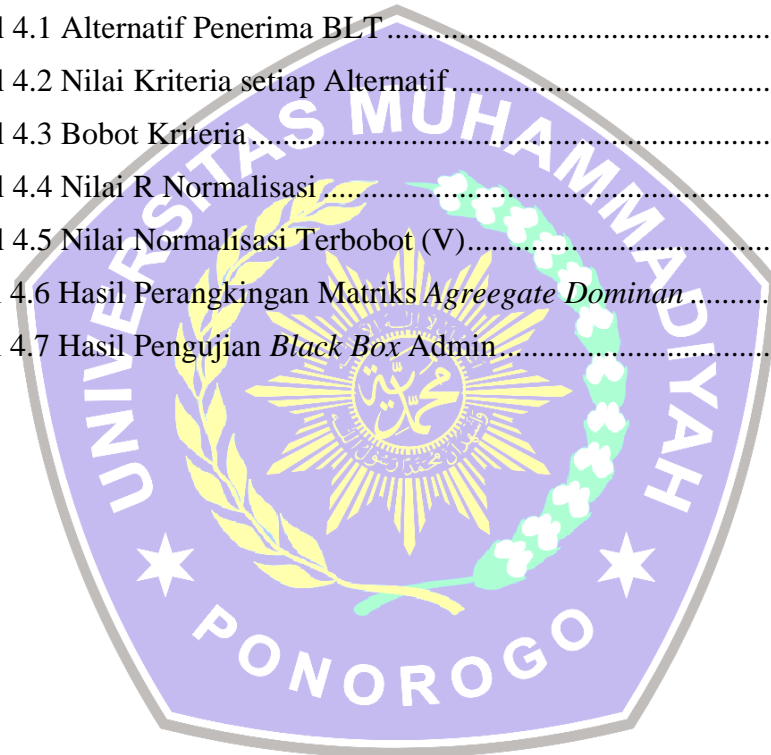 l 4.1 Alternatif Penerima BLT
l 4.2 Nilai Kriteria setiap Alternatif
l 4.3 Bobot Kriteria
l 4.4 Nilai R Normalisasi
l 4.5 Nilai Normalisasi Terbobot (V)
l 4.6 Hasil Perangkingan Matriks Agreegate Dominan
l 4.7 Hasil Pengujian Black Box Admin
UNIVERSITAS MUHAMMADIYAH
PONOROGO